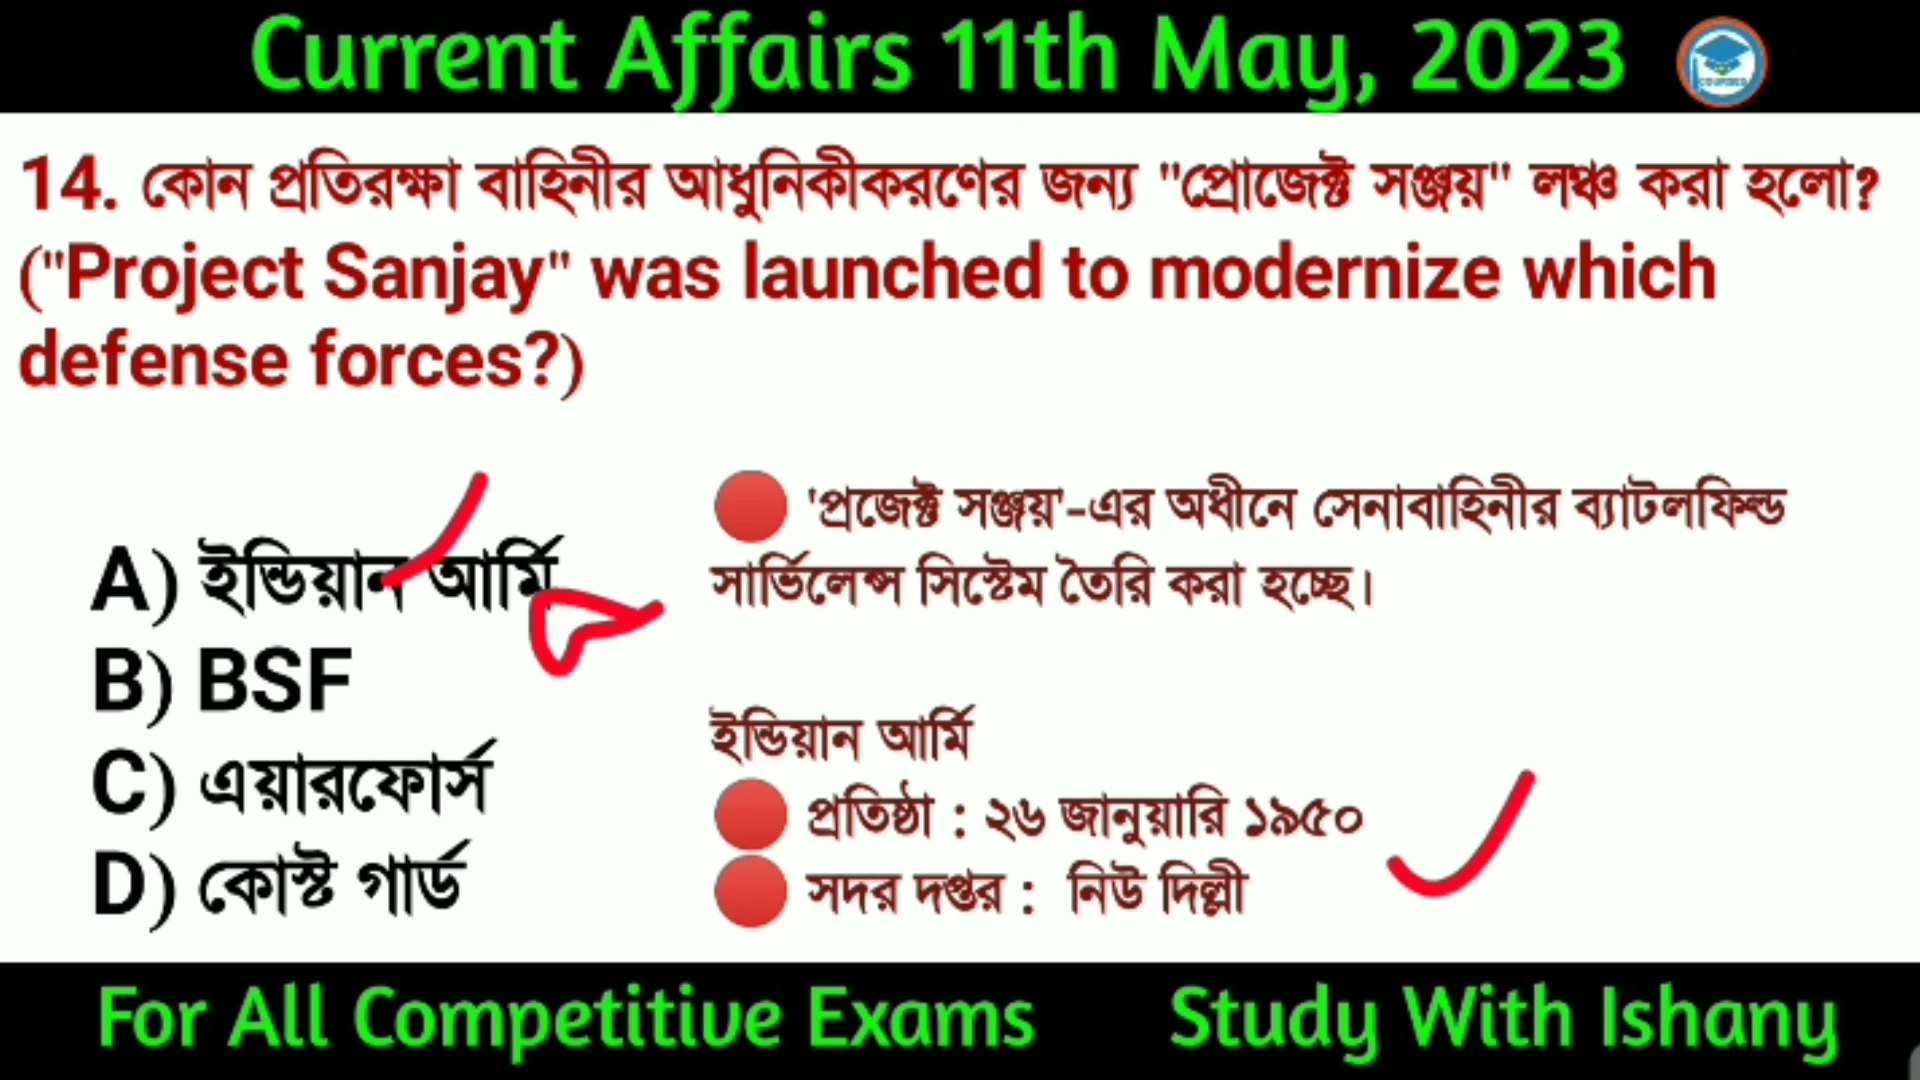 Current Affairs 11th May, 2023
14. কোন প্রতিরক্ষা বাহিনীর আধুনিকীকরণের জন্য "প্রোজেক্ট সঞ্জয়" লঞ্চ করা হলো?
("Project Sanjay" was launched to modernize which
defense forces?)
A) ইন্ডিয়ান আর্মি
B) BSF
C) এয়ারফোর্স
D) কোস্ট গার্ড
'প্রজেক্ট সঞ্জয়'-এর অধীনে সেনাবাহিনীর ব্যাটলফিল্ড
সার্ভিলেন্স সিস্টেম তৈরি করা হচ্ছে।
ইন্ডিয়ান আর্মি
প্রতিষ্ঠা : ২৬ জানুয়ারি ১৯৫০
সদর দপ্তর : নিউ দিল্লী
For All Competitive Exams
Study With Ishany